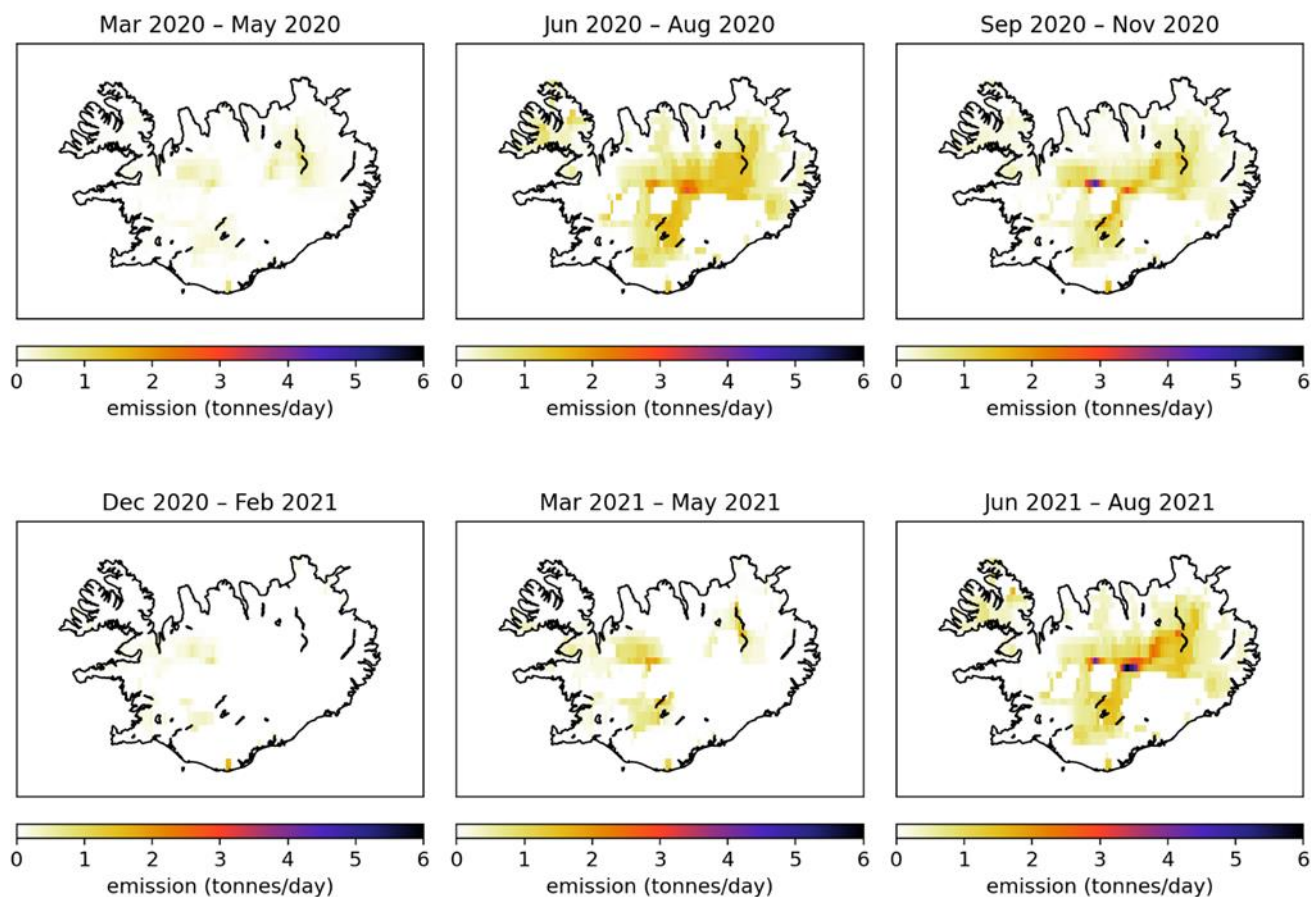 Mar 2020 – May 2020
Jun 2020 – Aug 2020
Sep 2020 – Nov 2020
0 1 2 3 4 5 6
emission (tonnes/day)
0 1 2 3 4 5 6
emission (tonnes/day)
0 1 2 3 4 5 6
emission (tonnes/day)
Dec 2020 – Feb 2021
Mar 2021 – May 2021
Jun 2021 – Aug 2021
0 1 2 3 4 5 6
emission (tonnes/day)
0 1 2 3 4 5 6
emission (tonnes/day)
0 1 2 3 4 5 6
emission (tonnes/day)